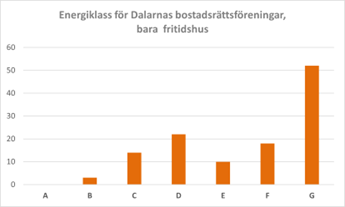 Energiklass för Dalarnas bostadsrättsföreningar,
bara fritidshus
60
50
40
30
20
10
0
A B C D E F G